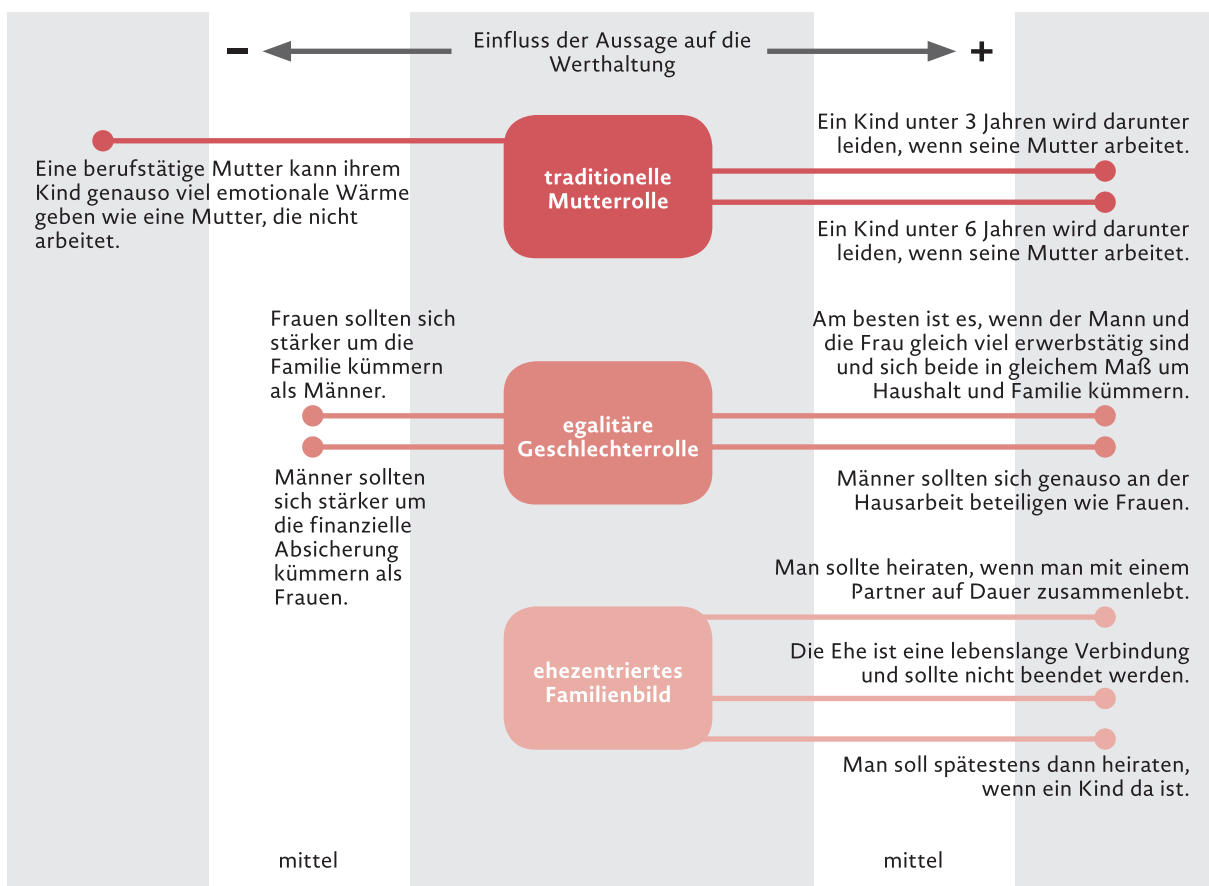 Einfluss der Aussage auf die
Werthaltung
−
+
Eine berufstätige Mutter kann ihrem
Kind genauso viel emotionale Wärme
geben wie eine Mutter, die nicht
arbeitet.
traditionelle
Mutterrolle
Ein Kind unter 3 Jahren wird darunter
leiden, wenn seine Mutter arbeitet.
Ein Kind unter 6 Jahren wird darunter
leiden, wenn seine Mutter arbeitet.
Frauen sollten sich
stärker um die
Familie kümmern
als Männer.
Männer sollten
sich stärker um
die finanzielle
Absicherung
kümmern als
Frauen.
egalitäre
Geschlechterrolle
Am besten ist es, wenn der Mann und
die Frau gleich viel erwerbstätig sind
und sich beide in gleichem Maß um
Haushalt und Familie kümmern.
Männer sollten sich genauso an der
Hausarbeit beteiligen wie Frauen.
ehezentriertes
Familienbild
Man sollte heiraten, wenn man mit einem
Partner auf Dauer zusammenlebt.
Die Ehe ist eine lebenslange Verbindung
und sollte nicht beendet werden.
Man soll spätestens dann heiraten,
wenn ein Kind da ist.
mittel
mittel